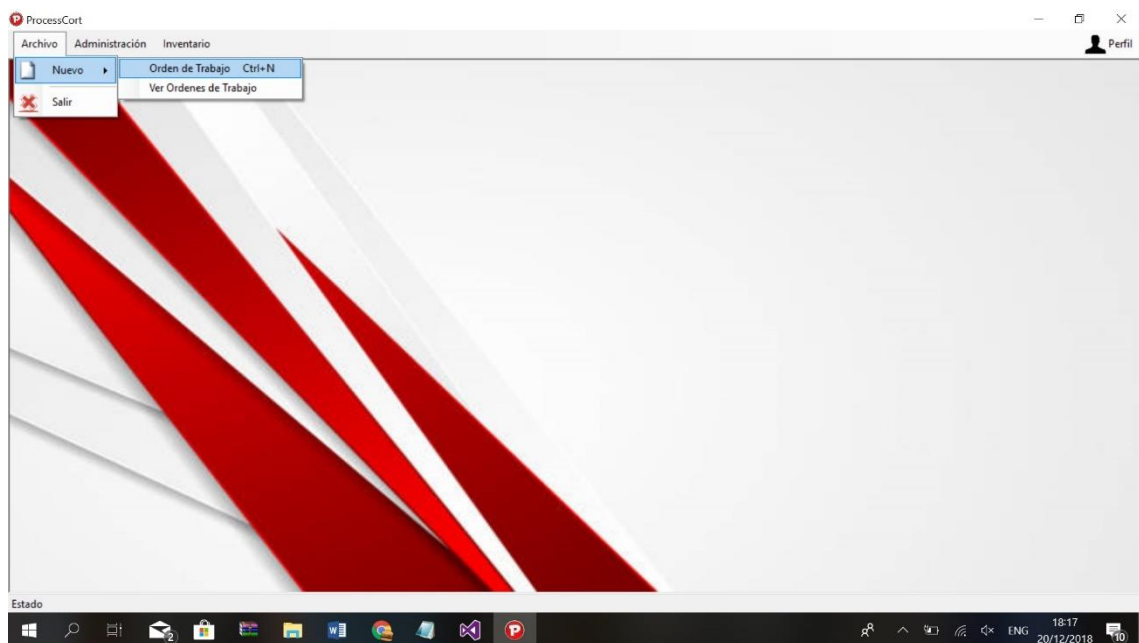 ProcessCort
Archivo Administración Inventario Perfil
Nuevo Orden de Trabajo Ctrl+N
Ver Ordenes de Trabajo
Salir
Estado
ENG 18:17
20/12/2018
2
10